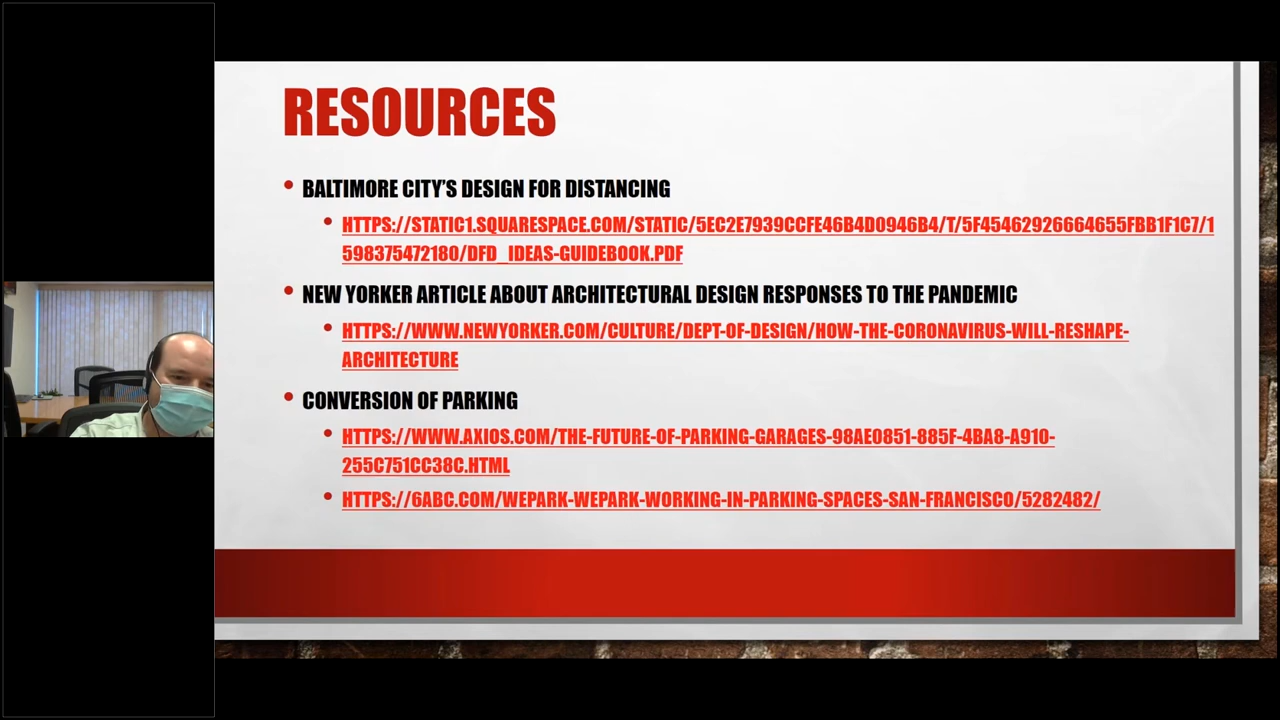 RESOURCES
• BALTIMORE CITY'S DESIGN FOR DISTANCING
• HTTPS://STATIC1.SQUARESPACE.COM/STATIC/5EC2E7939CCFE46B4D0946B4/T/5F45462926664655FBB1F1C7/1
598375472180/DFD_IDEAS-GUIDEBOOK.PDF
• NEW YORKER ARTICLE ABOUT ARCHITECTURAL DESIGN RESPONSES TO THE PANDEMIC
• HTTPS://WWW.NEWYORKER.COM/CULTURE/DEPT-OF-DESIGN/HOW-THE-CORONAVIRUS-WILL-RESHAPE-
ARCHITECTURE
• CONVERSION OF PARKING
• HTTPS://WWW.AXIOS.COM/THE-FUTURE-OF-PARKING-GARAGES-98AE0851-885F-4BA8-A910-
255C751CC38C.HTML
• HTTPS://6ABC.COM/WEPARK-WEPARK-WORKING-IN-PARKING-SPACES-SAN-FRANCISCO/5282482/